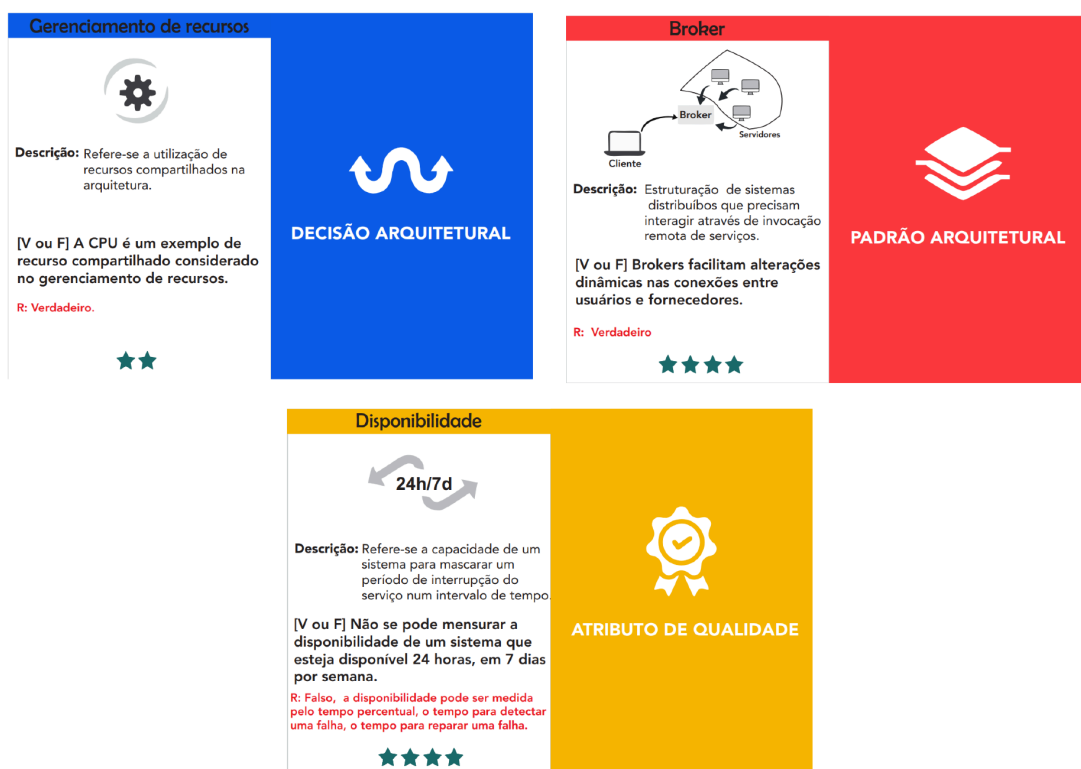 Gerenciamento de recursos
Descrição: Refere-se a utilização de
recursos compartilhados na
arquitetura.
[V ou F] A CPU é um exemplo de
recurso compartilhado considerado
no gerenciamento de recursos.
R: Verdadeiro.
DECISÃO ARQUITETURAL
Broker
Broker
Servidores
Cliente
Descrição: Estruturação de sistemas
distribuíbos que precisam
interagir através de invocação
remota de serviços.
[V ou F] Brokers facilitam alterações
dinâmicas nas conexões entre
usuários e fornecedores.
R: Verdadeiro
PADRÃO ARQUITETURAL
Disponibilidade
24h/7d
Descrição: Refere-se a capacidade de um
sistema para mascarar um
período de interrupção do
serviço num intervalo de tempo.
[V ou F] Não se pode mensurar a
disponibilidade de um sistema que
esteja disponível 24 horas, em 7 dias
por semana.
R: Falso, a disponibilidade pode ser medida
pelo tempo percentual, o tempo para detectar
uma falha, o tempo para reparar uma falha.
ATRIBUTO DE QUALIDADE